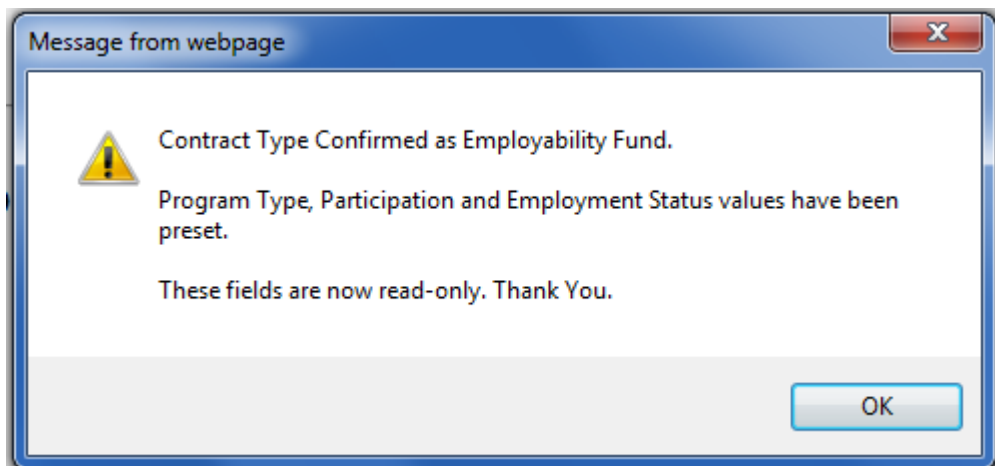 Message from webpage
Contract Type Confirmed as Employability Fund.
Program Type, Participation and Employment Status values have been
preset.
These fields are now read-only. Thank You.
OK